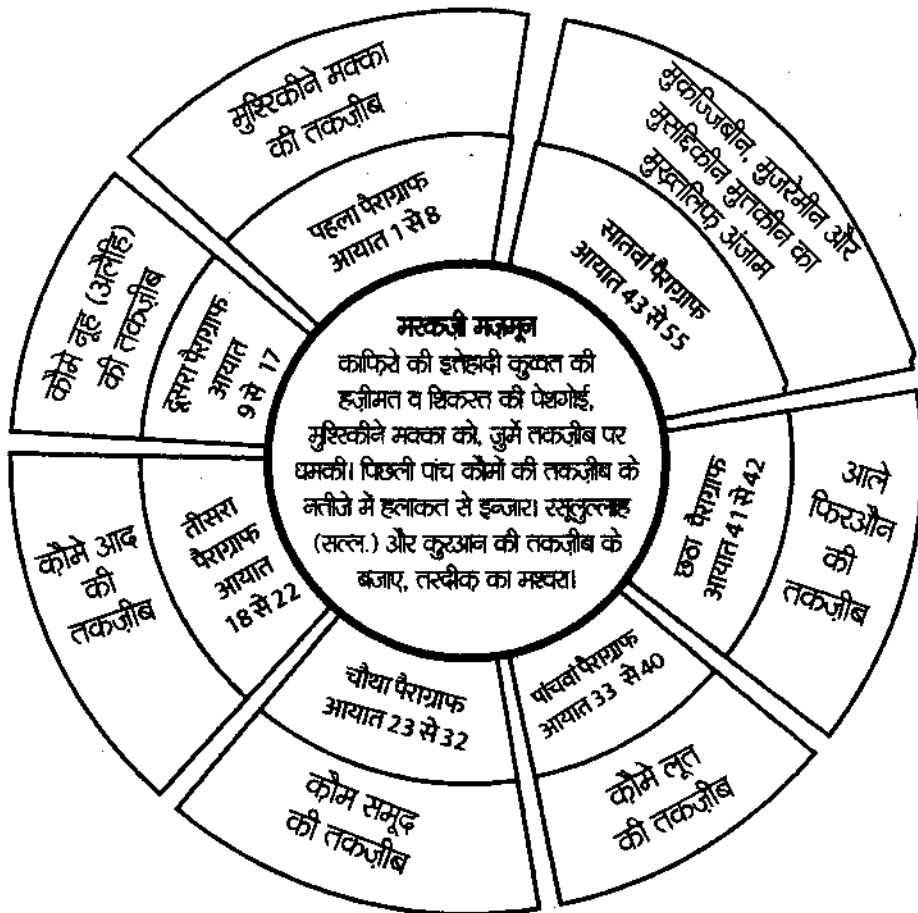 मुश्रिकीने मक्का
की तकज़ीब
पहला पैराग्राफ
आयात 1 से 8
क़ौमे नूह (अलैहि)
की तकज़ीब
दूसरा पैराग्राफ
आयात
9 से 17
क़ौमे आद
की
तकज़ीब
तीसरा
पैराग्राफ
आयात
18 से 22
क़ौम समूद
की तकज़ीब
चौथा पैराग्राफ
आयात 23 से 32
क़ौमे लूत
की तकज़ीब
पांचवां पैराग्राफ
आयात 33 से 40
आले
फिरऔन
की
तकज़ीब
छठा पैराग्राफ
आयात 41 से 42
मुकज्जिबीन, मुजरेमीन और
मुसद्दिकीन मुतकीन का
मुख़्तलिफ़ अंजाम
सातवां पैराग्राफ
आयात 43 से 55
मरकज़ी मज़मून
काफिरो की इत्तेहादी कुव्वत की
हज़ीमत व शिकस्त की पेशगोई,
मुश्रिकीने मक्का को, जुर्मे तकज़ीब पर
धमकी। पिछली पांच क़ौमों की तकज़ीब के
नतीजे में हलाकत से इन्ज़ार। रसूलुल्लाह
(सल्ल.) और कुरआन की तकज़ीब के
बजाए, तस्दीक़ का मश्वरा।